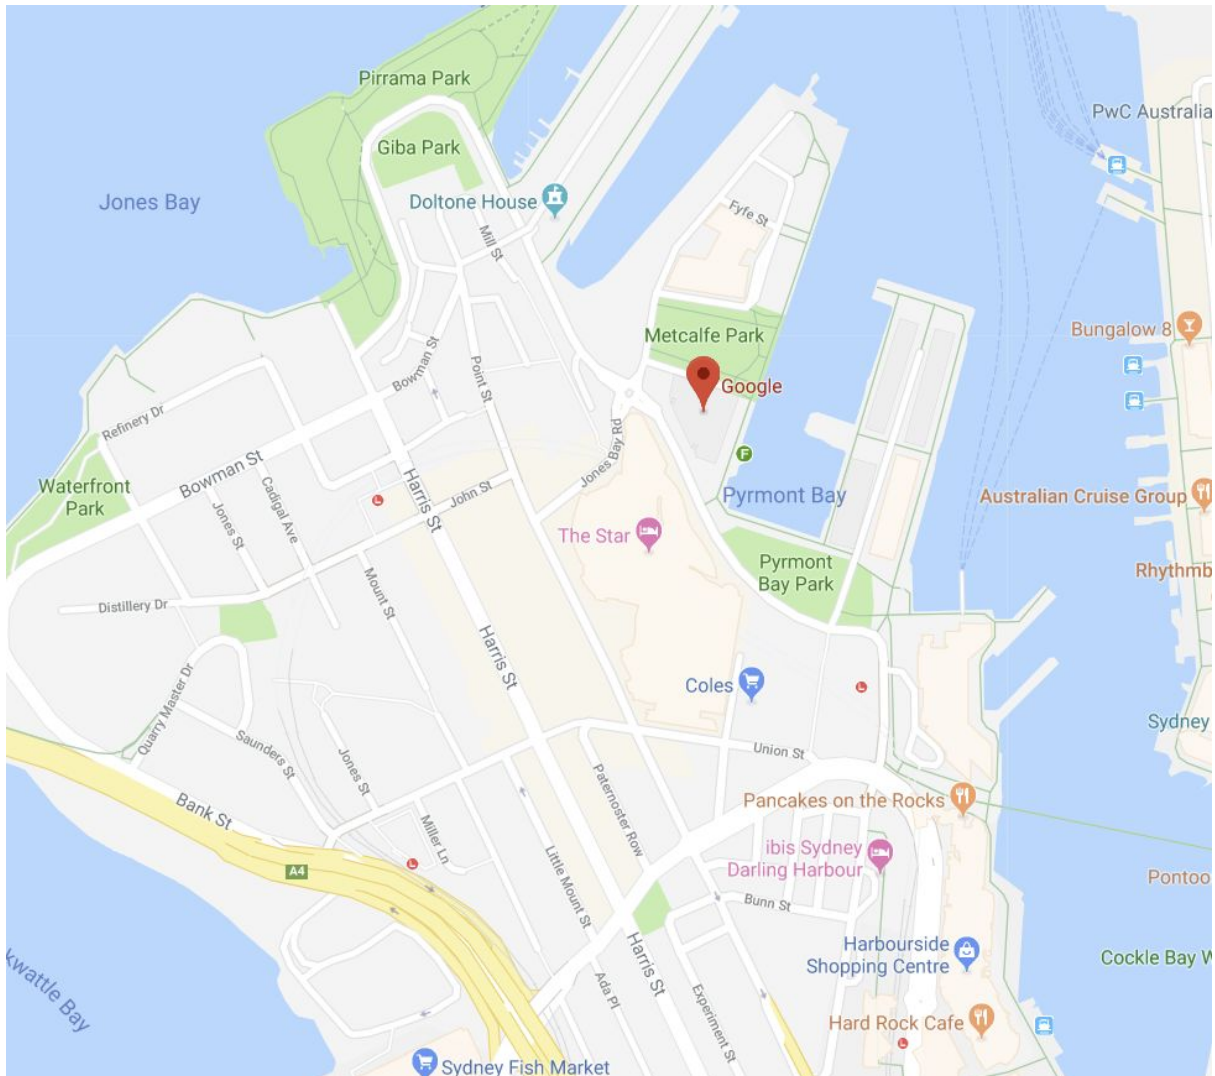 Pirrama Park
PwC Australia
Giba Park
Jones Bay
Doltone House
Fyfe St
Mill St
Metcalfe Park
Bungalow 8
Bowman St
Point St
Google
Refinery Dr
Jones Bay Rd
F
Bowman St
Waterfront
Park
Harris St
John St
Cadigal Ave
Jones St
Pyrmont Bay
Australian Cruise Group
The Star
Pyrmont
Bay Park
Rhythmb
Mount St
Distillery Dr
Harris St
Coles
L
L
Quarry Master Dr
Sydney
Saunders St
Union St
Jones St
Paternoster Row
Pancakes on the Rocks
Bank St
Miller Ln
ibis Sydney
Darling Harbour
A4
L
Little Mount St
Pontoo
Bunn St
Harbourside
Shopping Centre
Cockle Bay W
kwattle Bay
Harris St
Ada Pl
Experiment St
Hard Rock Cafe
L
Sydney Fish Market